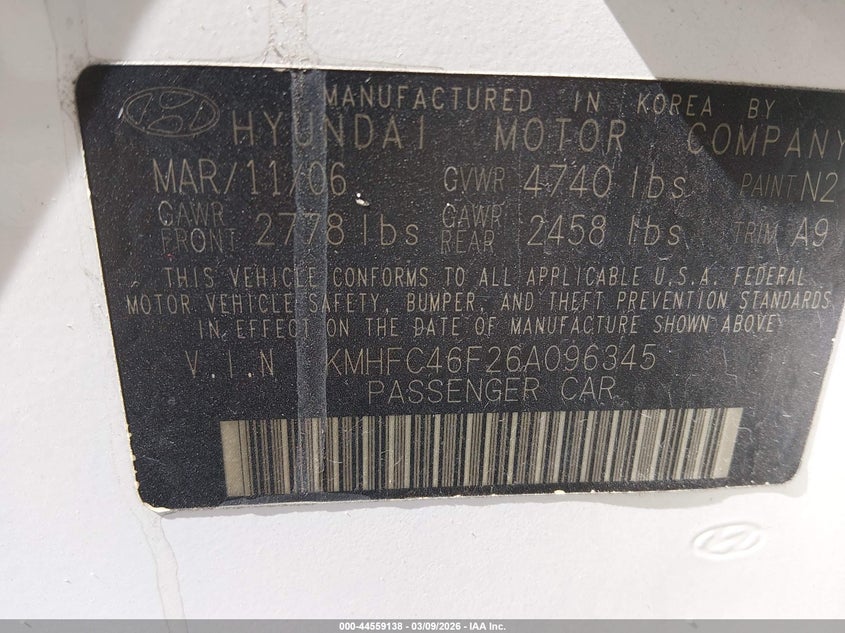 MANUFACTURED IN KOREA BY
HYUNDAI MOTOR COMPANY
MAR/11/06 GVWR 4740 lbs PAINT N2
GAWR FRONT 2778 lbs GAWR REAR 2458 lbs TRIM A9
THIS VEHICLE CONFORMS TO ALL APPLICABLE U.S.A. FEDERAL
MOTOR VEHICLE SAFETY, BUMPER, AND THEFT PREVENTION STANDARDS
IN EFFECT ON THE DATE OF MANUFACTURE SHOWN ABOVE
V.I.N KMHFC46F26A096345
PASSENGER CAR
000-44559138 - 03/09/2026 - IAA Inc.